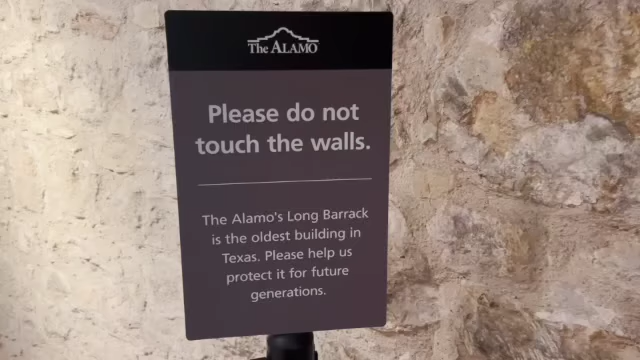 The ALAMO
Please do not
touch the walls.
The Alamo's Long Barrack
is the oldest building in
Texas. Please help us
protect it for future
generations.